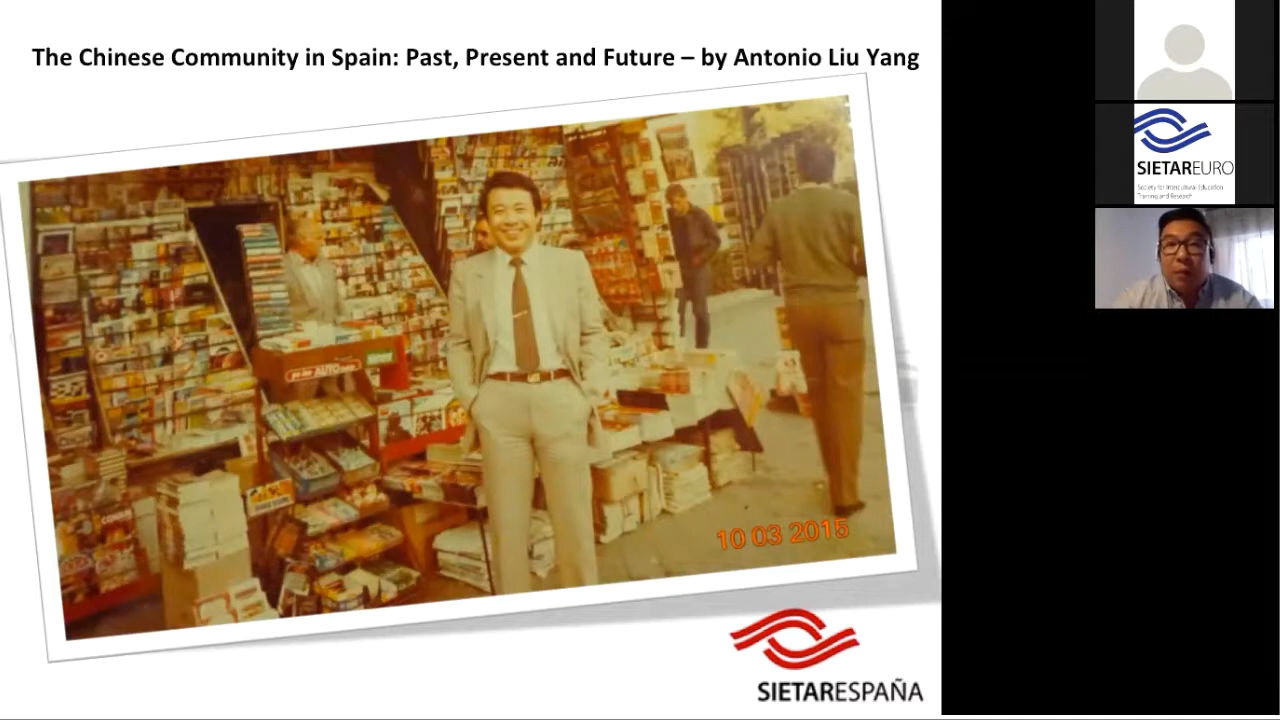 The Chinese Community in Spain: Past, Present and Future – by Antonio Liu Yang
10 03 2015
SIETARESPAÑA
SIETAREURO
Society for Intercultural Education
Training and Research